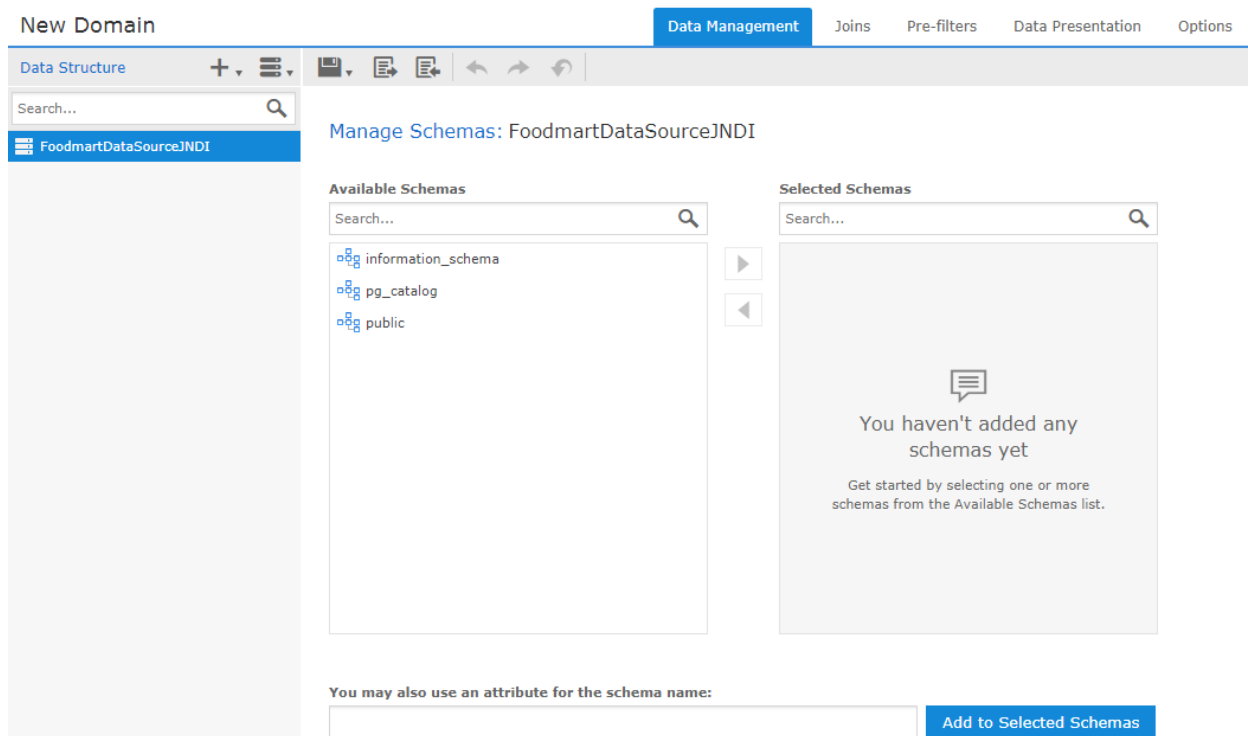 New Domain
Data Management
Joins
Pre-filters
Data Presentation
Options
Data Structure
Search...
FoodmartDataSourceJNDI
Manage Schemas: FoodmartDataSourceJNDI
Available Schemas
Search...
information_schema
pg_catalog
public
Selected Schemas
Search...
You haven't added any
schemas yet
Get started by selecting one or more
schemas from the Available Schemas list.
You may also use an attribute for the schema name:
Add to Selected Schemas